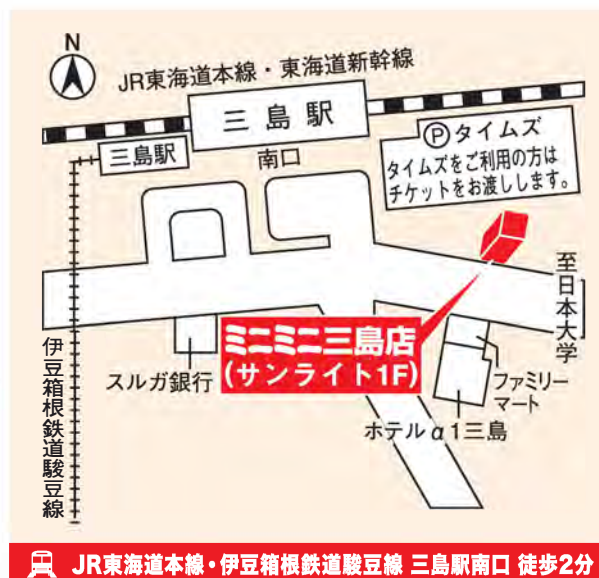 N
JR東海道本線・東海道新幹線
三島駅
三島駅
南口
Pタイムズ
タイムズをご利用の方は
チケットをお渡しします。
至日本大学
ミニミニ三島店
(サンライト1F)
スルガ銀行
ファミリー
マート
ホテルα1三島
伊豆箱根鉄道駿豆線
JR東海道本線・伊豆箱根鉄道駿豆線 三島駅南口 徒歩2分